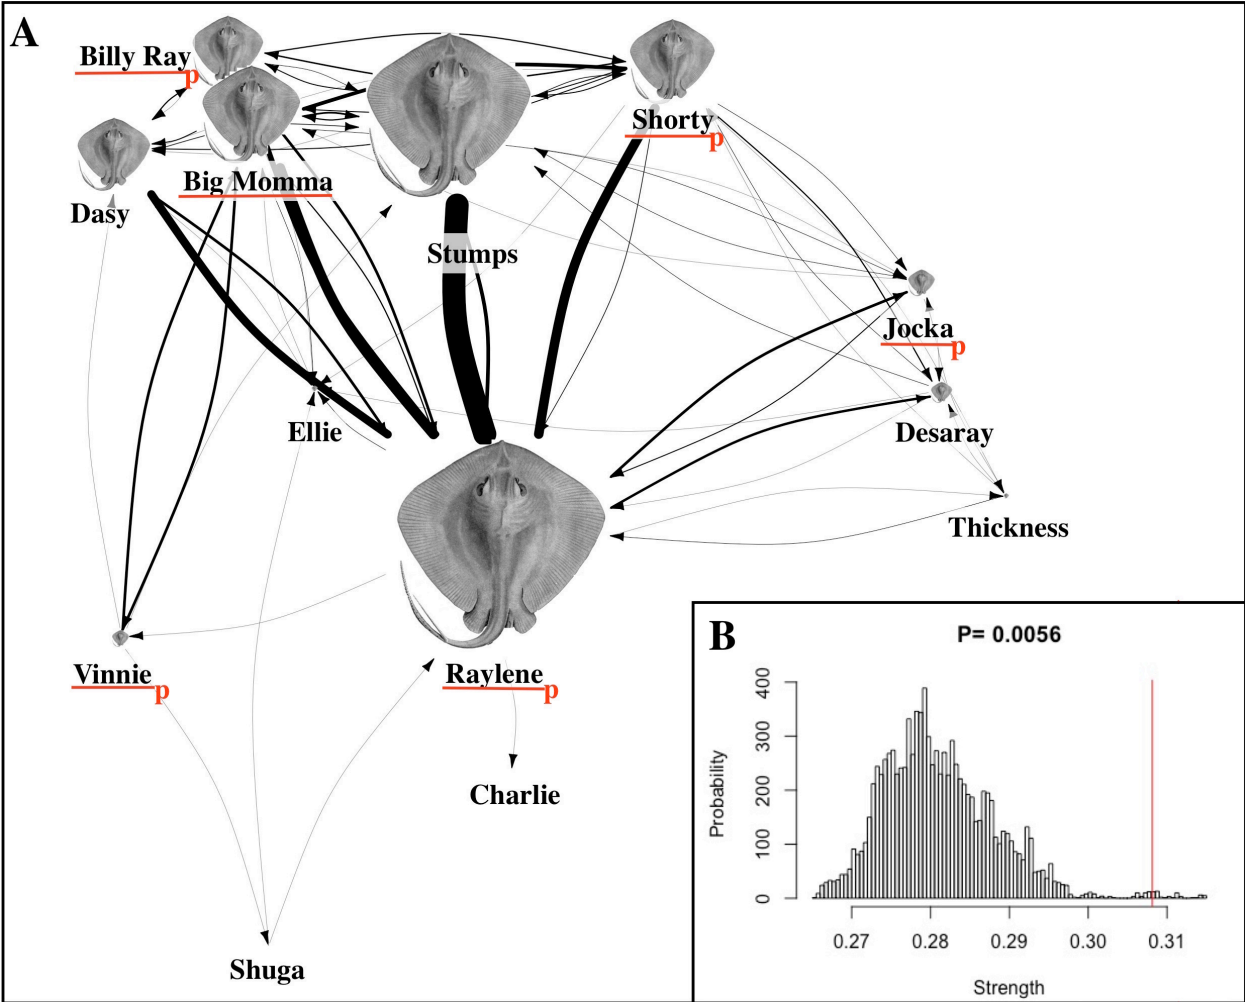 A
Billy Ray
p
Shorty
p
Big Momma
Dasy
Stumps
Jocka
p
Ellie
Desaray
Thickness
Vinnie
p
Raylene
p
Charlie
Shuga
B
P= 0.0056
Probability
400
300
200
100
0
0.27 0.28 0.29 0.30 0.31
Strength